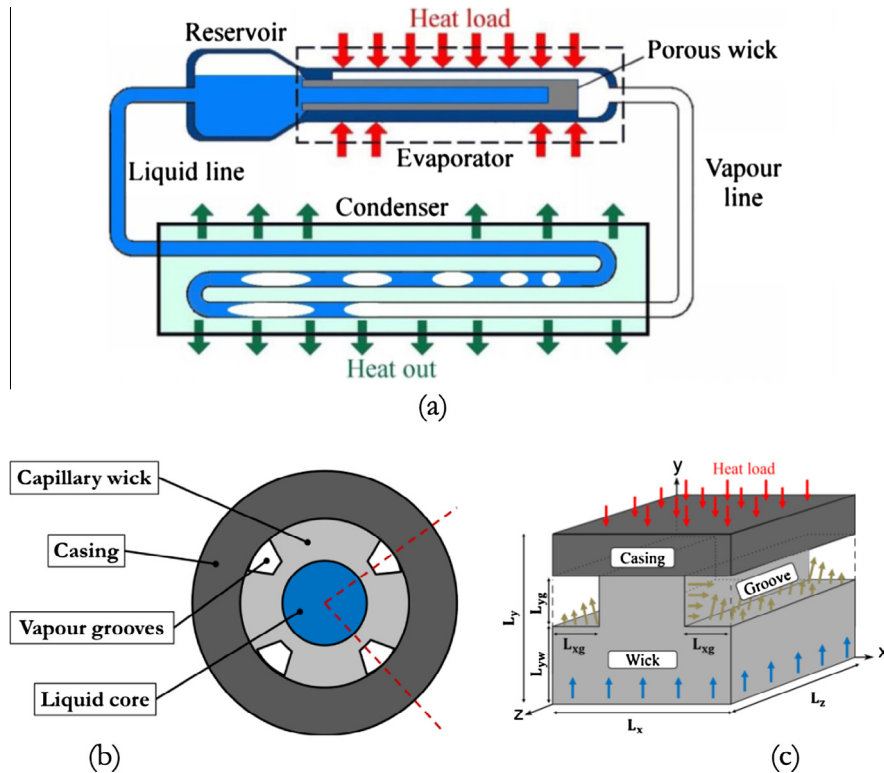 Heat load
Reservoir
Porous wick
Evaporator
Liquid line
Vapour
line
Condenser
Heat out
(a)
Capillary wick
Casing
Vapour grooves
Liquid core
(b)
y
Heat load
Casing
Groove
Lyg
Ly
Lxg
Lxg
Lyw
Wick
x
z
Lx
Lz
(c)